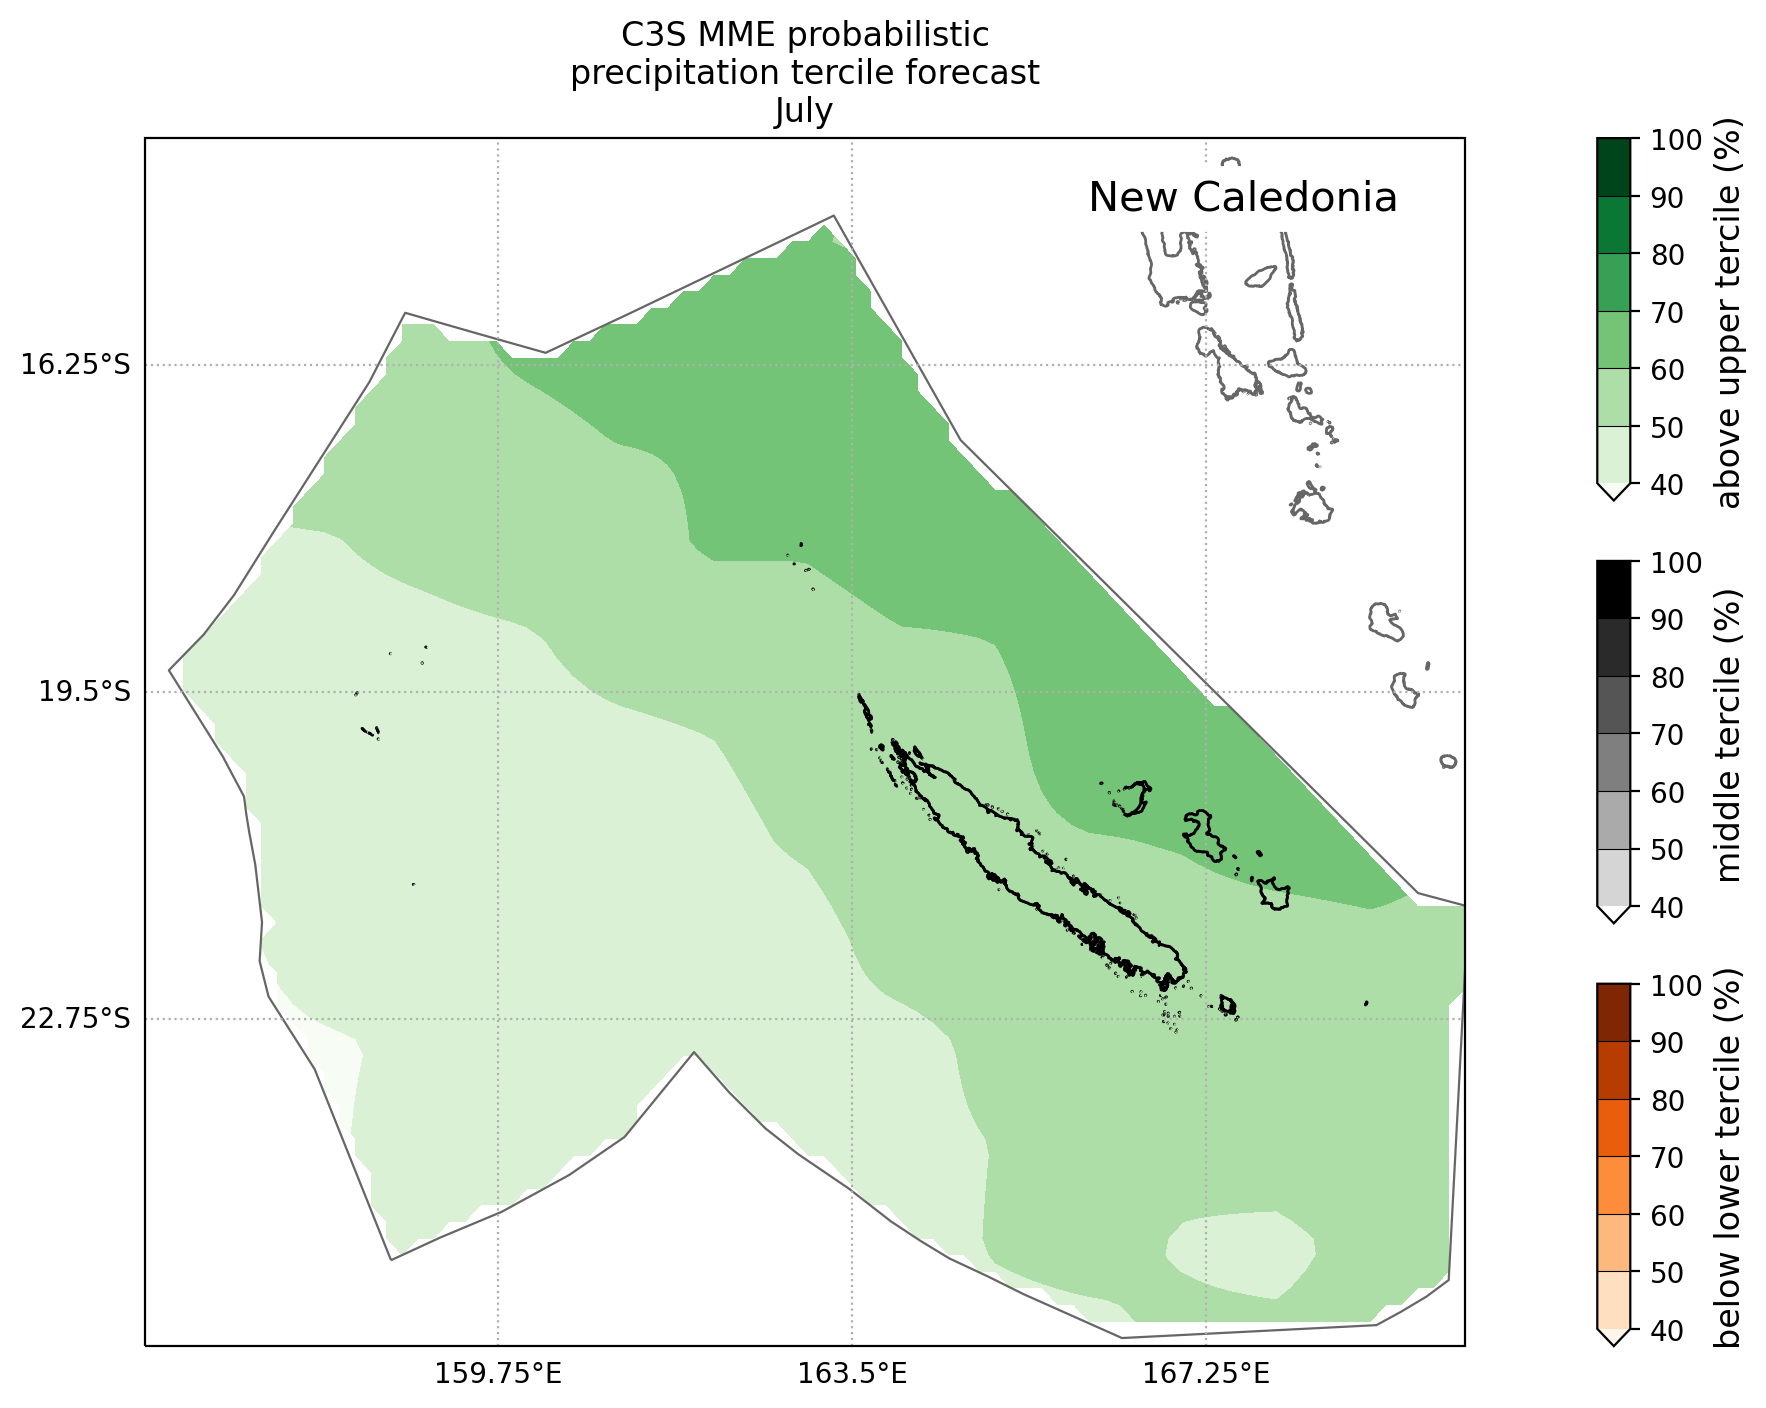 C3S MME probabilistic
precipitation tercile forecast
July
New Caledonia
16.25°S
19.5°S
22.75°S
159.75°E
163.5°E
167.25°E
100
90
80
70
60
50
40
above upper tercile (%)
100
90
80
70
60
50
40
middle tercile (%)
100
90
80
70
60
50
40
below lower tercile (%)